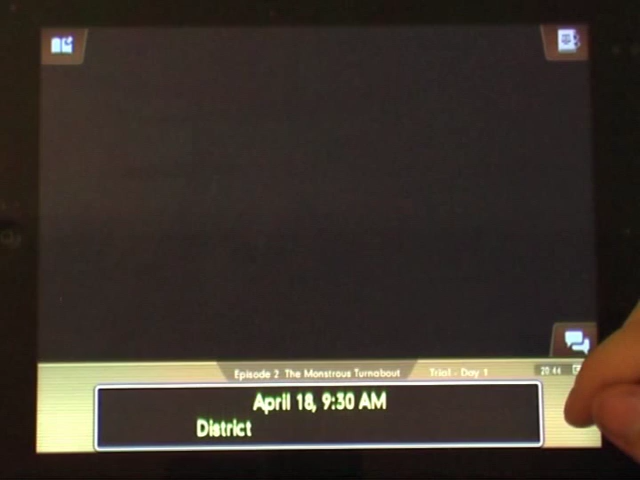 Episode 2 The Monstrous Turnabout Trial - Day 1 20:44
April 18, 9:30 AM
District